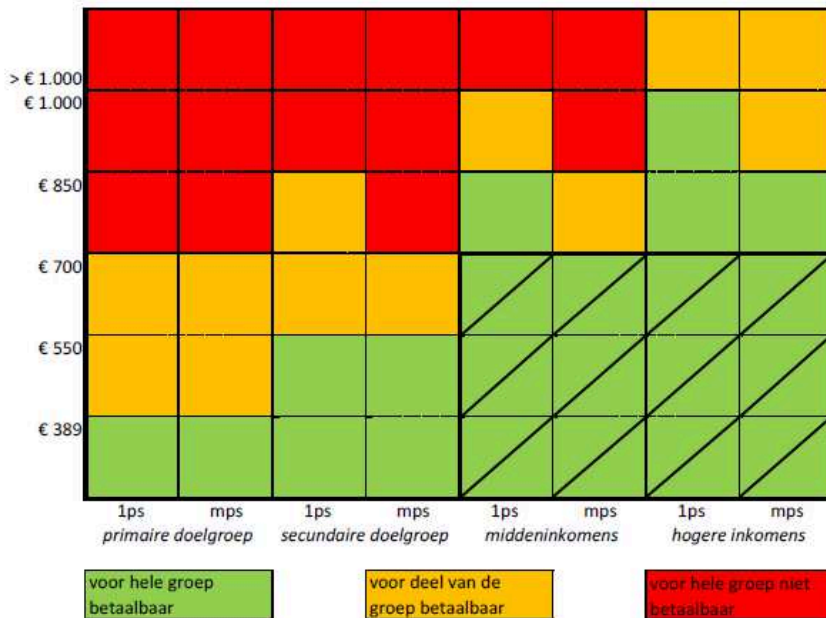 > € 1.000
€ 1.000
€ 850
€ 700
€ 550
€ 389
1ps mps 1ps mps 1ps mps 1ps mps
primaire doelgroep secundaire doelgroep middeninkomens hogere inkomens
voor hele groep
betaalbaar
voor deel van de
groep betaalbaar
voor hele groep niet
betaalbaar